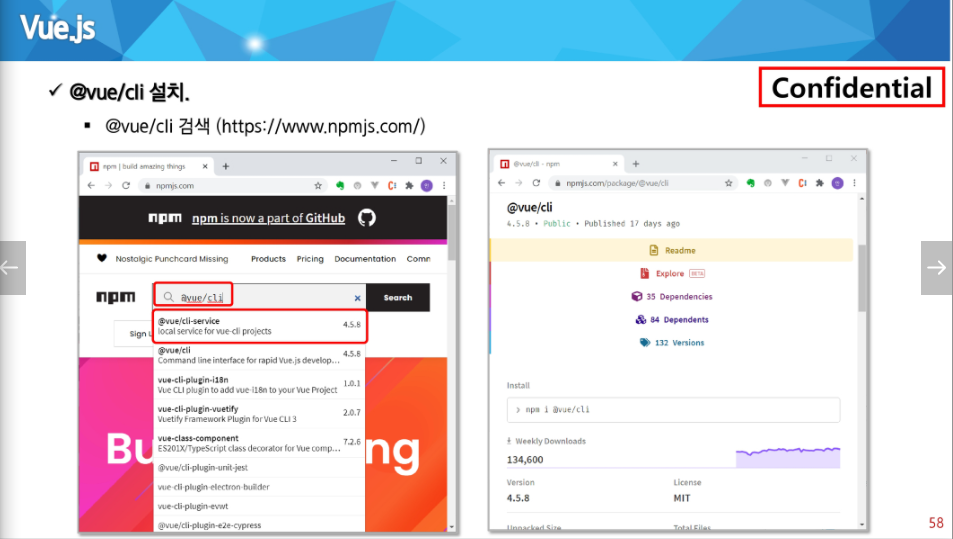 Vue.js
Confidential
✓ @vue/cli 설치.
▪ @vue/cli 검색 (https://www.npmjs.com/)
npm | build amazing things
npmjs.com
npm npm is now a part of GitHub
Nostalgic Punchcard Missing Products Pricing Documentation Comm
npm @vue/cli × Search
Sign U
@vue/cli-service 4.5.8
local service for vue-cli projects
@vue/cli 4.5.8
Command line interface for rapid Vue.js develop...
vue-cli-plugin-i18n 1.0.1
Vue CLI plugin to add vue-i18n to your Vue Project
vue-cli-plugin-vuetify 2.0.7
Vuetify Framework Plugin for Vue CLI 3
vue-class-component 7.2.6
ES201X/TypeScript class decorator for Vue comp...
@vue/cli-plugin-unit-jest
vue-cli-plugin-electron-builder
vue-cli-plugin-evwt
@vue/cli-plugin-e2e-cypress
Bu ng
@vue/cli - npm
npmjs.com/package/@vue/cli
@vue/cli
4.5.8 • Public • Published 17 days ago
Readme
Explore BETA
35 Dependencies
84 Dependents
132 Versions
Install
> npm i @vue/cli
Weekly Downloads
134,600
Version License
4.5.8 MIT
Unpacked Size Total Files
58